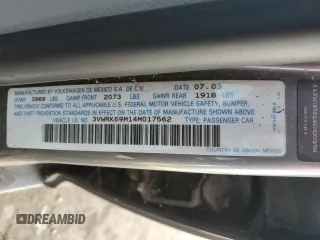 MFD. BY VOLKSWAGEN DE MEXICO S.A. DE C.V. DATE 07.03
GVWR 3968 LBS GAWR FRONT 2073 LBS GAWR REAR 1918 LBS
THIS VEHICLE CONFORMS TO ALL APPLICABLE
FEDERAL MOTOR VEHICLE SAFETY, BUMPER,
AND THEFT PREVENTION STANDARDS IN EFFECT
ON THE DATE OF MANUFACTURE SHOWN ABOVE.
VEHICLE I.D. NO.: 3VWRK69M14M017562
TYPE: PASSENGER CAR
COUNTRY OF ORIGIN: MEXICO
DREAMBID